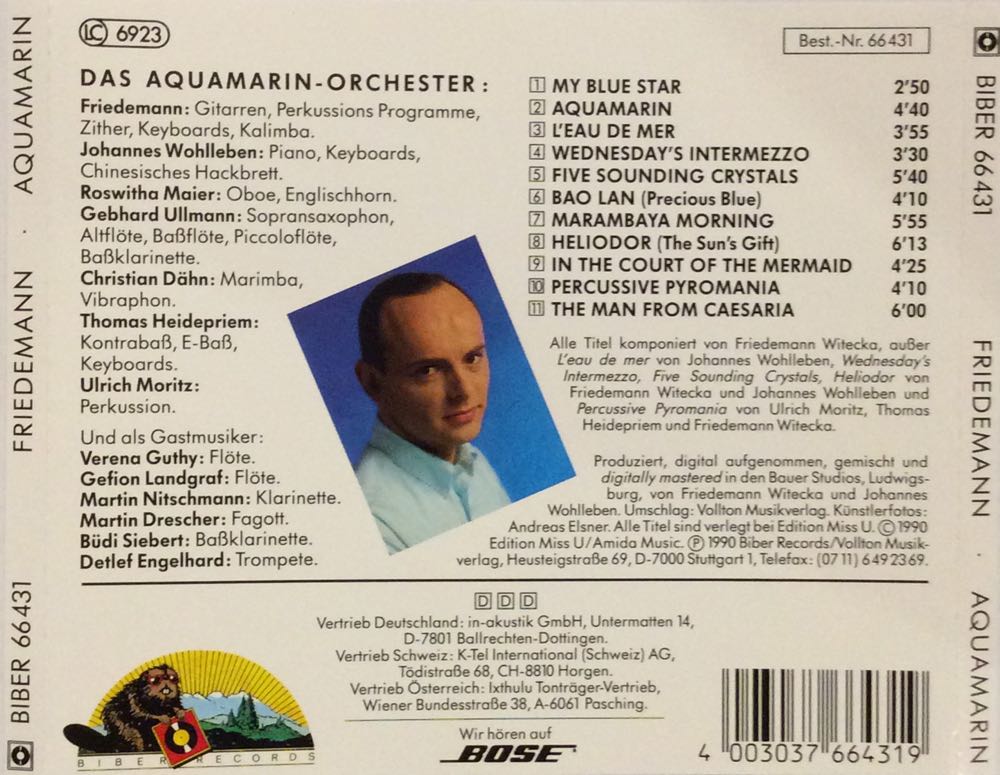 LC 6923
Best.-Nr. 66431
DAS AQUAMARIN-ORCHESTER:
Friedemann: Gitarren, Perkussions Programme,
Zither, Keyboards, Kalimba.
Johannes Wohlleben: Piano, Keyboards,
Chinesisches Hackbrett.
Roswitha Maier: Oboe, Englischhorn.
Gebhard Ullmann: Sopransaxophon,
Altflöte, Baßflöte, Piccoloflöte,
Baßklarinette.
Christian Dähn: Marimba,
Vibraphon.
Thomas Heidepriem:
Kontrabaß, E-Baß,
Keyboards.
Ulrich Moritz:
Perkussion.
Und als Gastmusiker:
Verena Guthy: Flöte.
Gefion Landgraf: Flöte.
Martin Nitschmann: Klarinette.
Martin Drescher: Fagott.
Büdi Siebert: Baßklarinette.
Detlef Engelhard: Trompete.
1 MY BLUE STAR 2'50
2 AQUAMARIN 4'40
3 L'EAU DE MER 3'55
4 WEDNESDAY'S INTERMEZZO 3'30
5 FIVE SOUNDING CRYSTALS 5'40
6 BAO LAN (Precious Blue) 4'10
7 MARAMBAYA MORNING 5'55
8 HELIODOR (The Sun's Gift) 6'13
9 IN THE COURT OF THE MERMAID 4'25
10 PERCUSSIVE PYROMANIA 4'10
11 THE MAN FROM CAESARIA 6'00
Alle Titel komponiert von Friedemann Witecka, außer
L'eau de mer von Johannes Wohlleben, Wednesday's
Intermezzo, Five Sounding Crystals, Heliodor von
Friedemann Witecka und Johannes Wohlleben und
Percussive Pyromania von Ulrich Moritz, Thomas
Heidepriem und Friedemann Witecka.
Produziert, digital aufgenommen, gemischt und
digitally mastered in den Bauer Studios, Ludwigs-
burg, von Friedemann Witecka und Johannes
Wohlleben. Umschlag: Vollton Musikverlag. Künstlerfotos:
Andreas Elsner. Alle Titel sind verlegt bei Edition Miss U. Ⓒ 1990
Edition Miss U/Amida Music. Ⓟ 1990 Biber Records/Vollton Musik-
verlag, Heusteigstraße 69, D-7000 Stuttgart 1, Telefax: (0711) 6492369.
D D D
Vertrieb Deutschland: in-akustik GmbH, Untermatten 14,
D-7801 Ballrechten-Dottingen.
Vertrieb Schweiz: K-Tel International (Schweiz) AG,
Tödistraße 68, CH-8810 Horgen.
Vertrieb Österreich: Ixthulu Tonträger-Vertrieb,
Wiener Bundesstraße 38, A-6061 Pasching.
Wir hören auf
BOSE
BIBER RECORDS
4 003037 664319
BIBER 66431 FRIEDEMANN · AQUAMARIN
BIBER 66431 FRIEDEMANN · AQUAMARIN